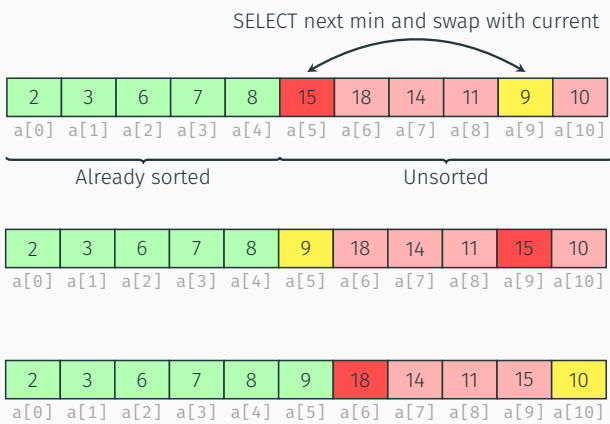 SELECT next min and swap with current
2 3 6 7 8 15 18 14 11 9 10
a[0] a[1] a[2] a[3] a[4] a[5] a[6] a[7] a[8] a[9] a[10]
Already sorted Unsorted
2 3 6 7 8 9 18 14 11 15 10
a[0] a[1] a[2] a[3] a[4] a[5] a[6] a[7] a[8] a[9] a[10]
2 3 6 7 8 9 18 14 11 15 10
a[0] a[1] a[2] a[3] a[4] a[5] a[6] a[7] a[8] a[9] a[10]